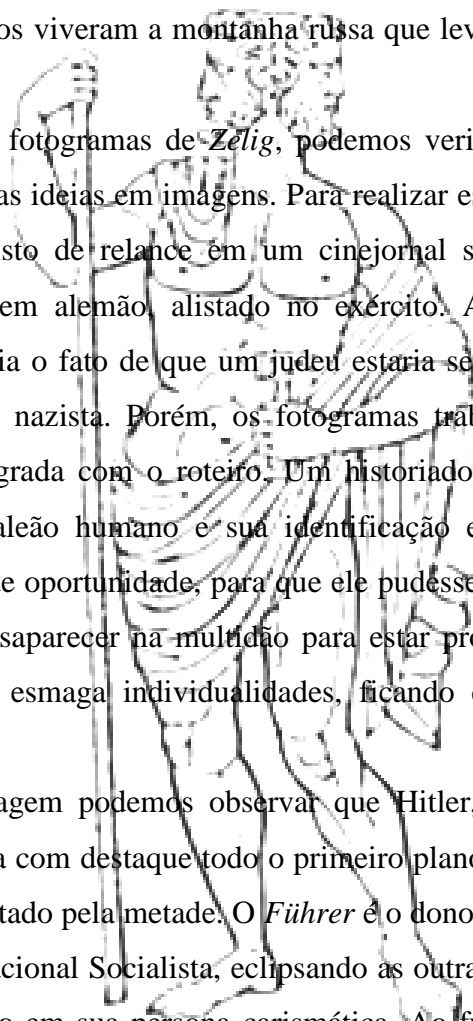 os viveram a montanha russa que lev
fotogramas de Zelig, podemos veri
as ideias em imagens. Para realizar e
isto de relance em um cinejornal s
em alemão, alistado no exército. A
ia o fato de que um judeu estaria se
nazista. Porém, os fotogramas tra
grada com o roteiro. Um historiado
aleão humano e sua identificação e
de oportunidade, para que ele pudesse
saparecer na multidão para estar pr
esmaga individualidades, ficando
agem podemos observar que Hitler,
a com destaque todo o primeiro plano
tado pela metade. O Führer é o dono
acional Socialista, eclipsando as outra
em sua persona carismática. Ao f